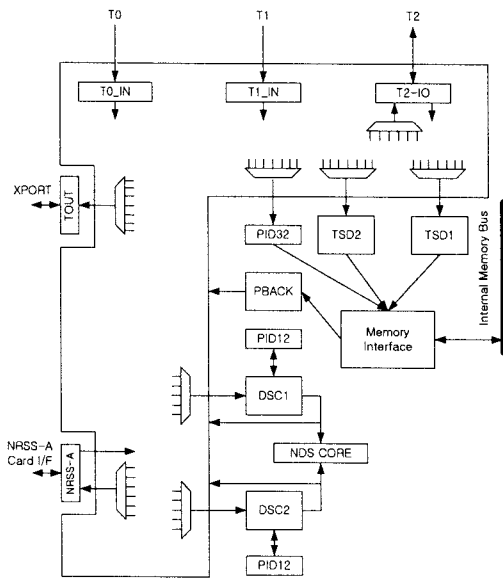 T0
T1
T2
T0_IN
T1_IN
T2-IO
XPORT
TOUT
PID32
TSD2
TSD1
Internal Memory Bus
PBACK
Memory
Interface
PID12
DSC1
NRSS-A
Card I/F
NRSS-A
NDS CORE
DSC2
PID12